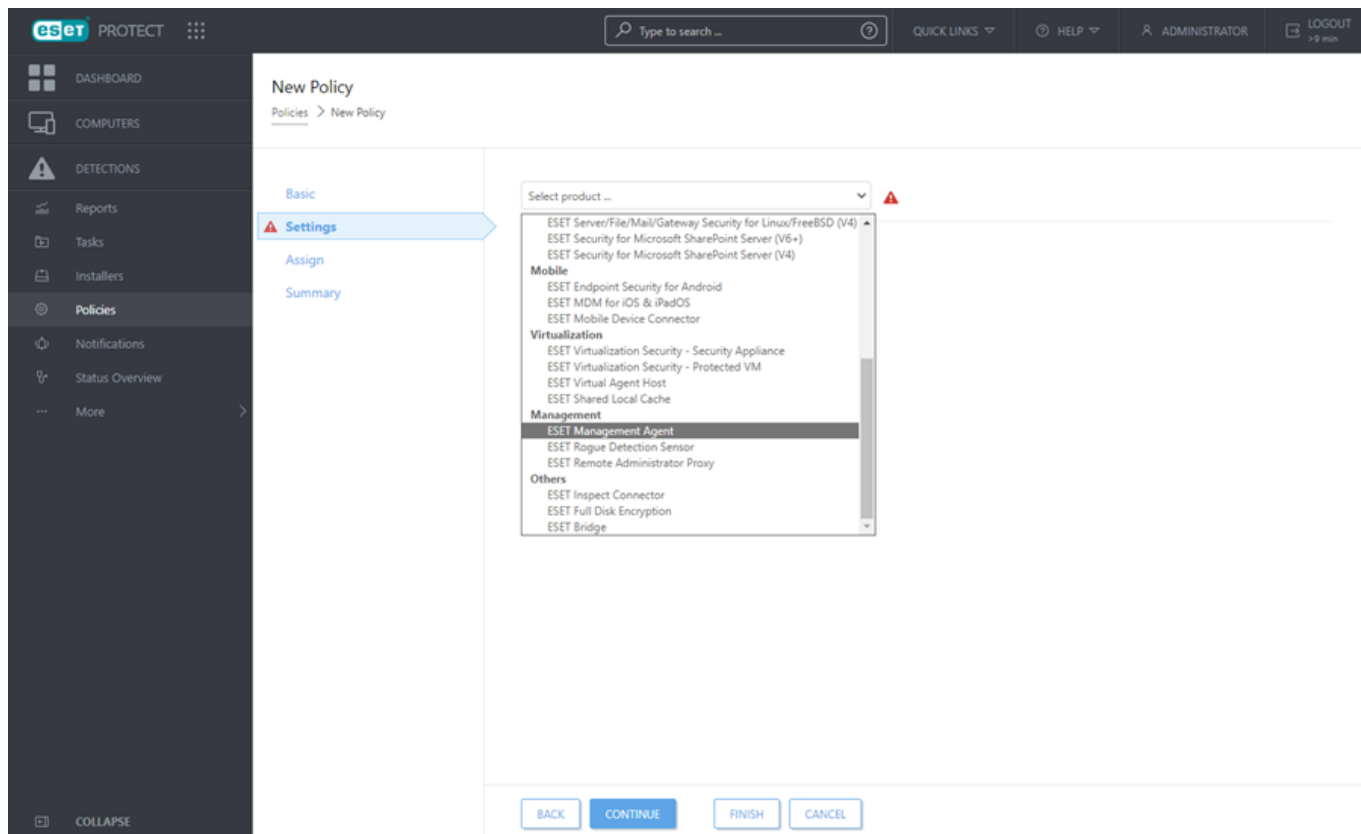 eset PROTECT
Type to search ...
QUICK LINKS
HELP
ADMINISTRATOR
LOGOUT
>9 min
DASHBOARD
COMPUTERS
DETECTIONS
Reports
Tasks
Installers
Policies
Notifications
Status Overview
More
COLLAPSE
New Policy
Policies > New Policy
Basic
Settings
Assign
Summary
Select product ...
ESET Server/File/Mail/Gateway Security for Linux/FreeBSD (V4)
ESET Security for Microsoft SharePoint Server (V6+)
ESET Security for Microsoft SharePoint Server (V4)
Mobile
ESET Endpoint Security for Android
ESET MDM for iOS & iPadOS
ESET Mobile Device Connector
Virtualization
ESET Virtualization Security - Security Appliance
ESET Virtualization Security - Protected VM
ESET Virtual Agent Host
ESET Shared Local Cache
Management
ESET Management Agent
ESET Rogue Detection Sensor
ESET Remote Administrator Proxy
Others
ESET Inspect Connector
ESET Full Disk Encryption
ESET Bridge
BACK
CONTINUE
FINISH
CANCEL